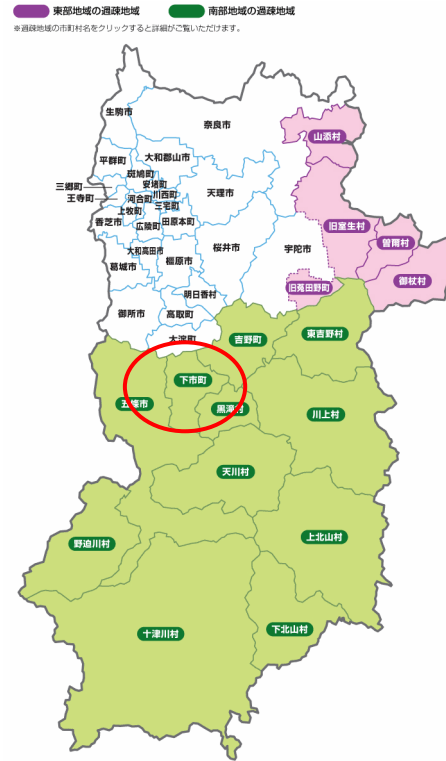 東部地域の過疎地域 南部地域の過疎地域
※過疎地域の市町村名をクリックすると詳細がご覧いただけます。
生駒市
奈良市
山添村
平群町
大和郡山市
斑鳩町
安堵町
三郷町
川西町
天理市
王寺町
河合町
三宅町
上牧町
香芝市
広陵町
田原本町
旧室生村
曽爾村
大和高田市
桜井市
宇陀市
橿原市
葛城市
御杖村
明日香村
旧菟田野町
御所市
高取町
大淀町
吉野町
東吉野村
下市町
五條市
黒滝村
川上村
天川村
上北山村
野迫川村
十津川村
下北山村